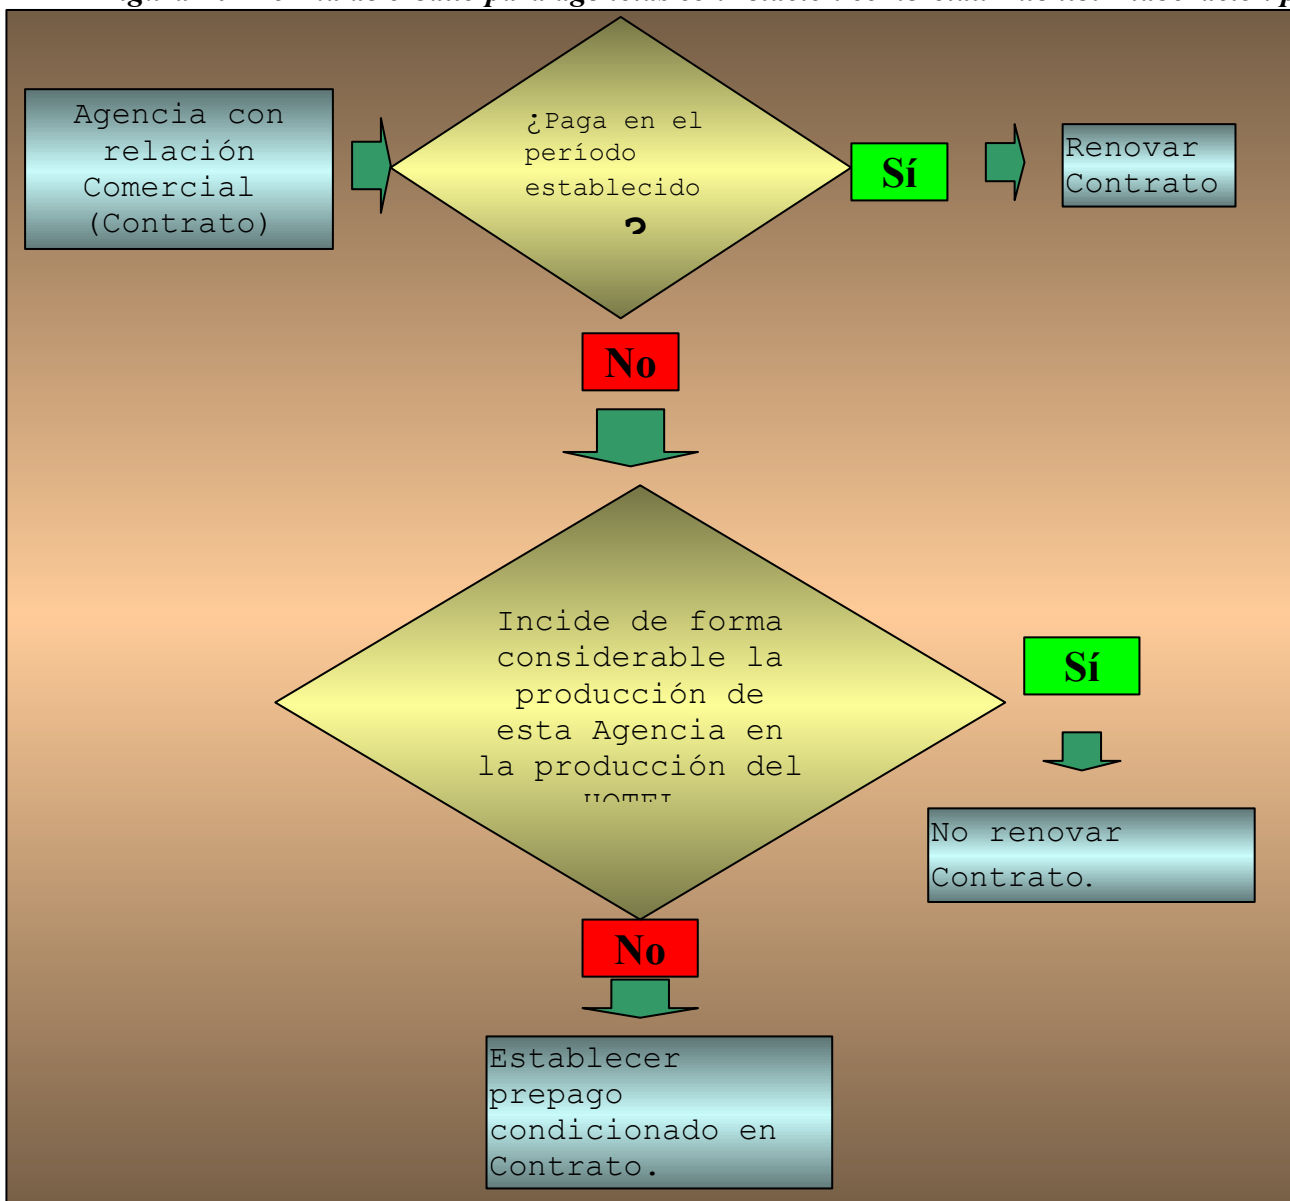 Agencia con
relación
Comercial
(Contrato)
¿Paga en el
período
establecido
?
Sí
Renovar
Contrato
No
Incide de forma
considerable la
producción de
esta Agencia en
la producción del
HOTEL
Sí
No renovar
Contrato.
No
Establecer
prepago
condicionado en
Contrato.